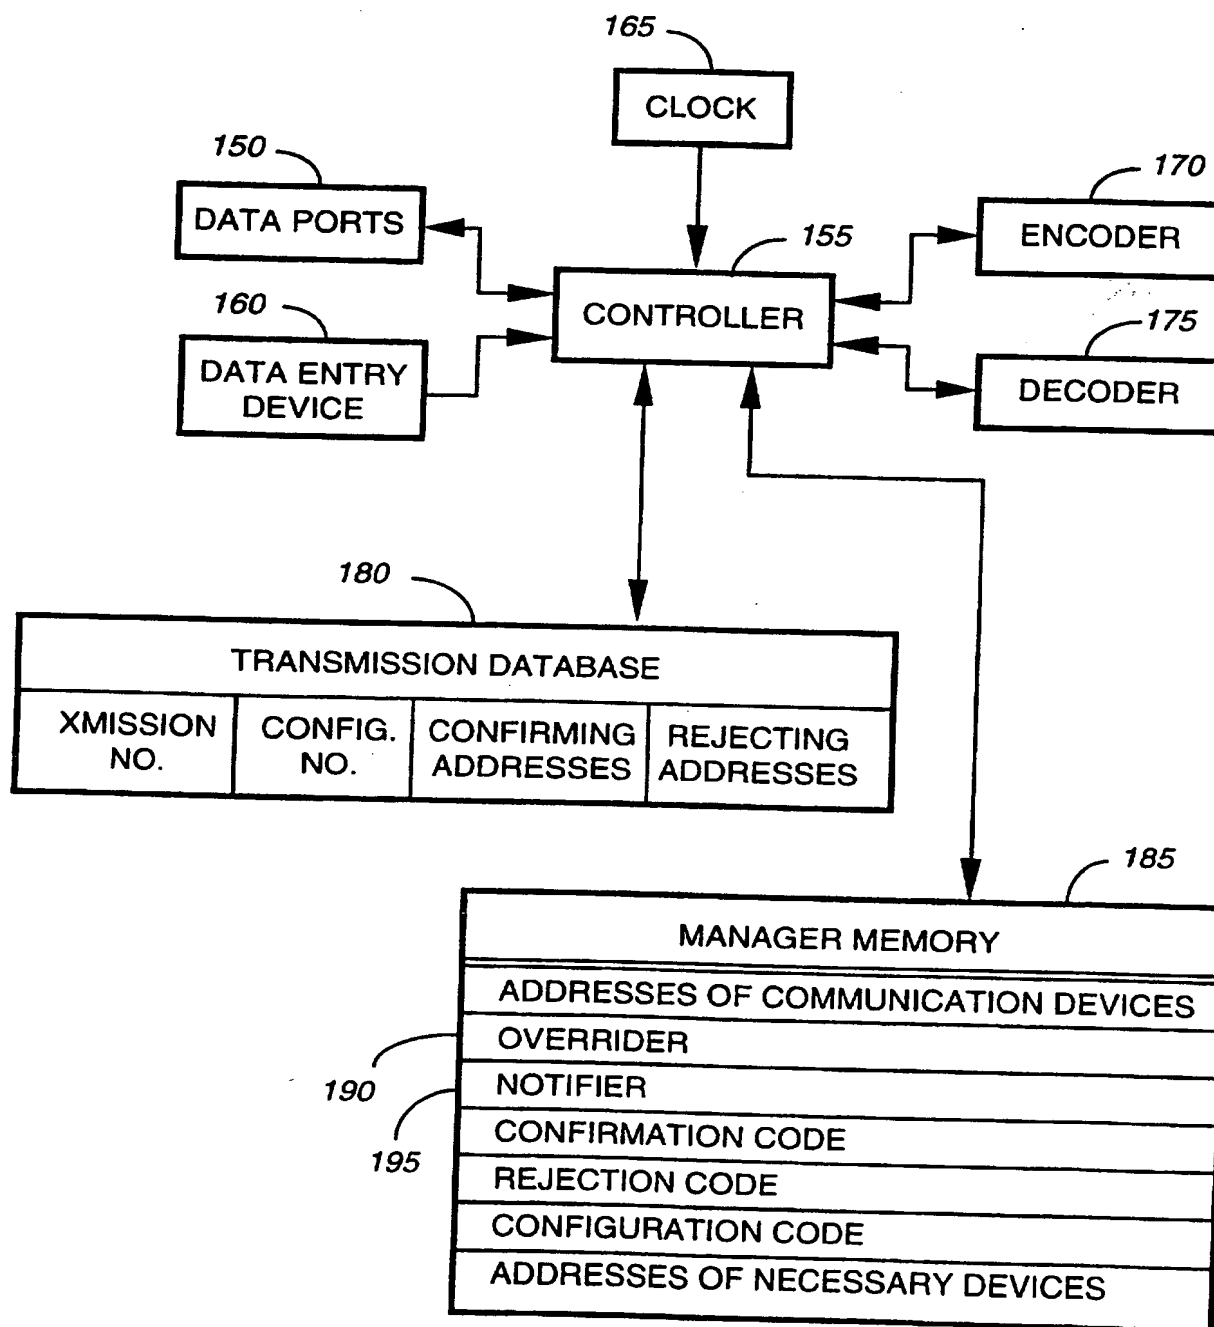 165
CLOCK
150
DATA PORTS
170
ENCODER
155
CONTROLLER
160
DATA ENTRY
DEVICE
175
DECODER
180
TRANSMISSION DATABASE
XMISSION
NO.
CONFIG.
NO.
CONFIRMING
ADDRESSES
REJECTING
ADDRESSES
185
MANAGER MEMORY
ADDRESSES OF COMMUNICATION DEVICES
190
OVERRIDER
195
NOTIFIER
CONFIRMATION CODE
REJECTION CODE
CONFIGURATION CODE
ADDRESSES OF NECESSARY DEVICES